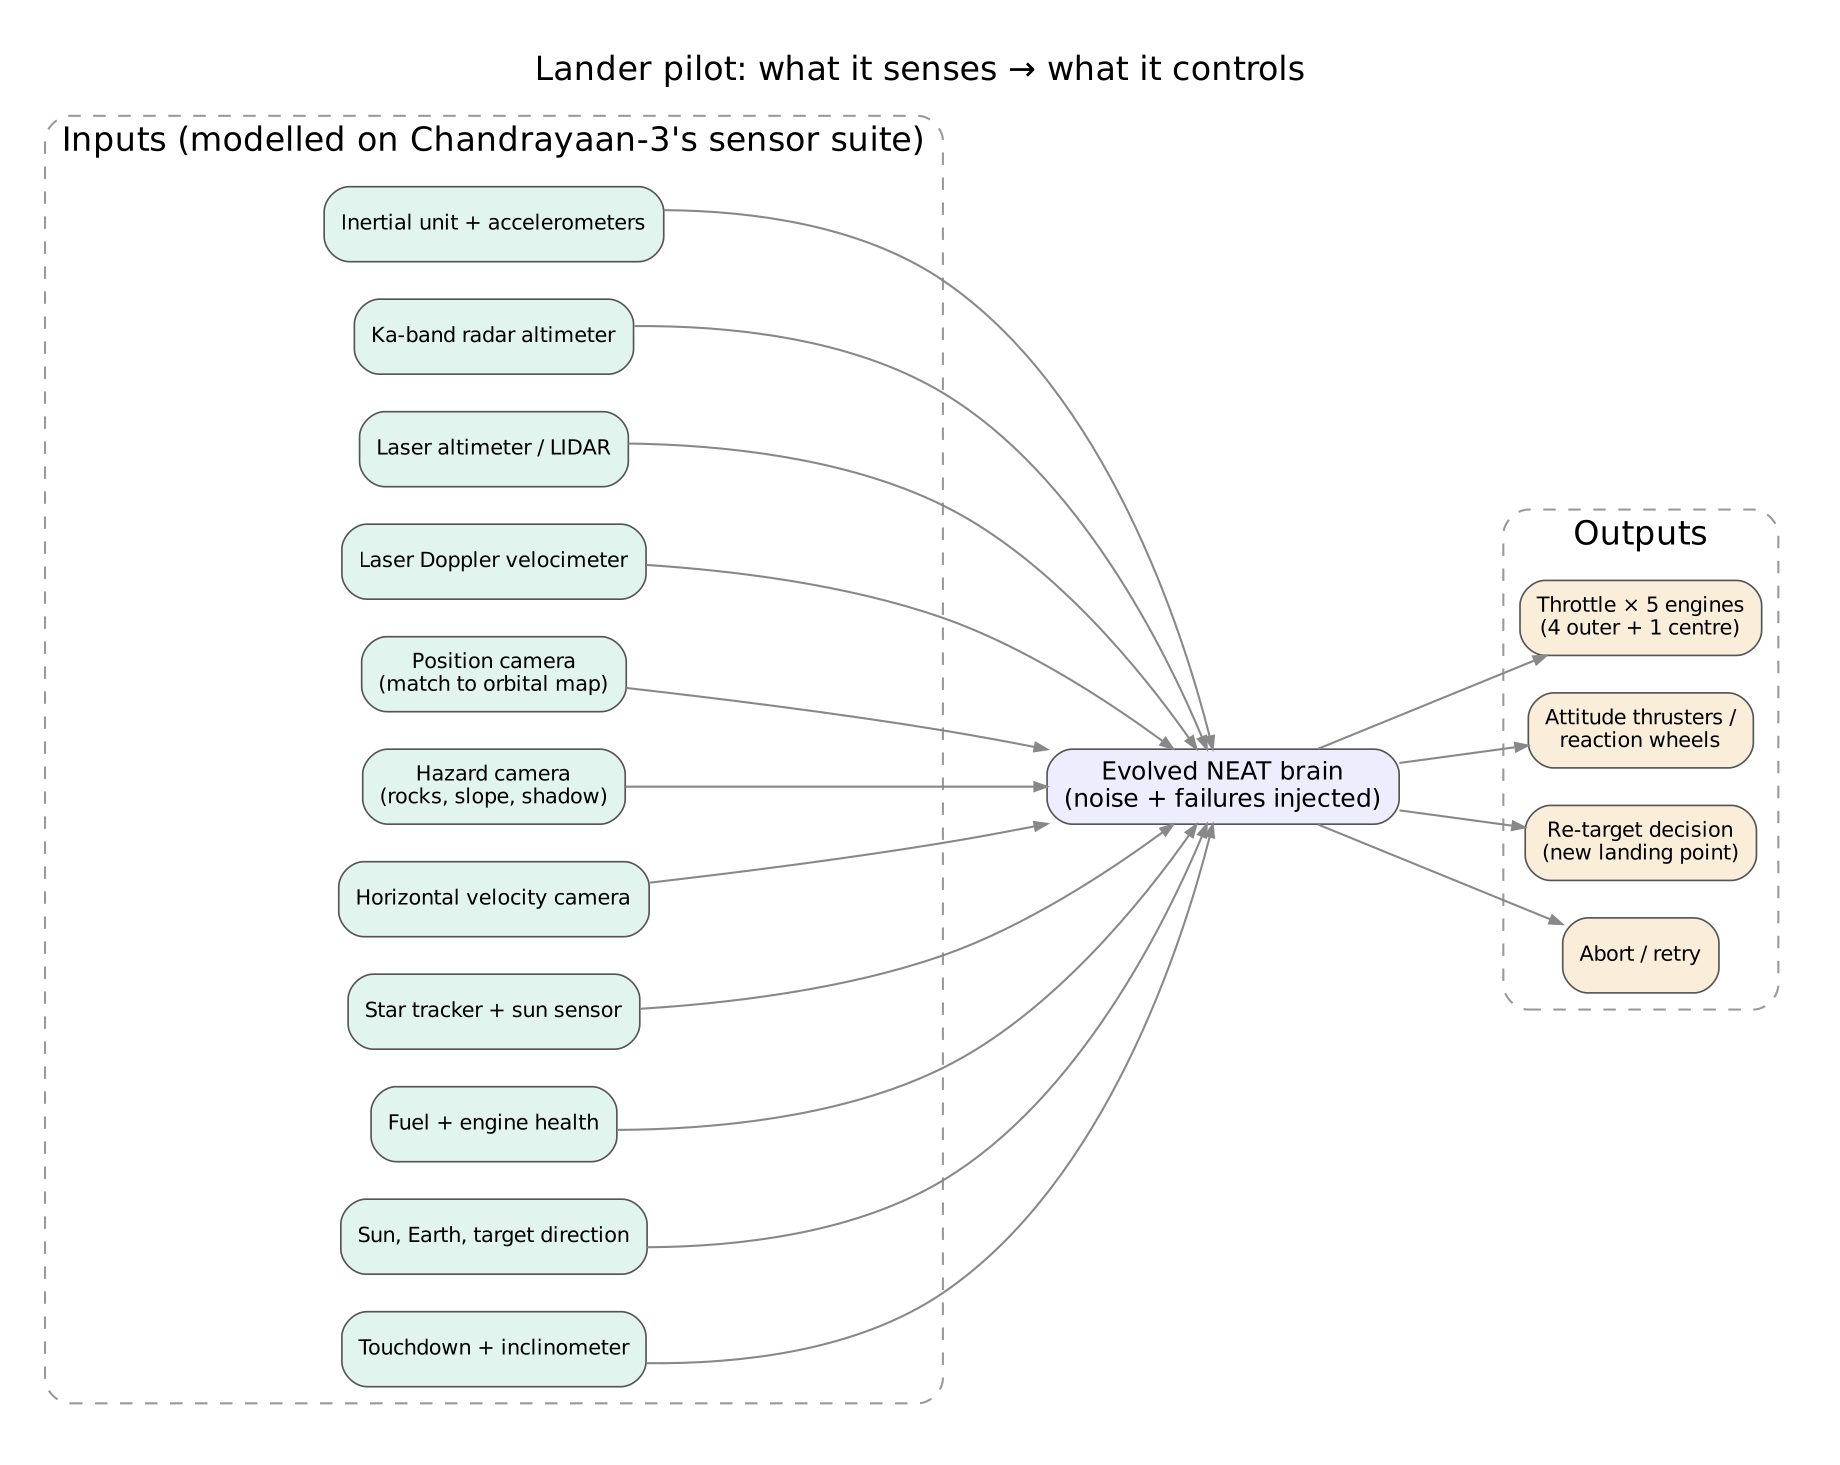 Lander pilot: what it senses → what it controls
Inputs (modelled on Chandrayaan-3's sensor suite)
Inertial unit + accelerometers
Ka-band radar altimeter
Laser altimeter / LIDAR
Laser Doppler velocimeter
Position camera
(match to orbital map)
Hazard camera
(rocks, slope, shadow)
Horizontal velocity camera
Star tracker + sun sensor
Fuel + engine health
Sun, Earth, target direction
Touchdown + inclinometer
Evolved NEAT brain
(noise + failures injected)
Outputs
Throttle × 5 engines
(4 outer + 1 centre)
Attitude thrusters /
reaction wheels
Re-target decision
(new landing point)
Abort / retry